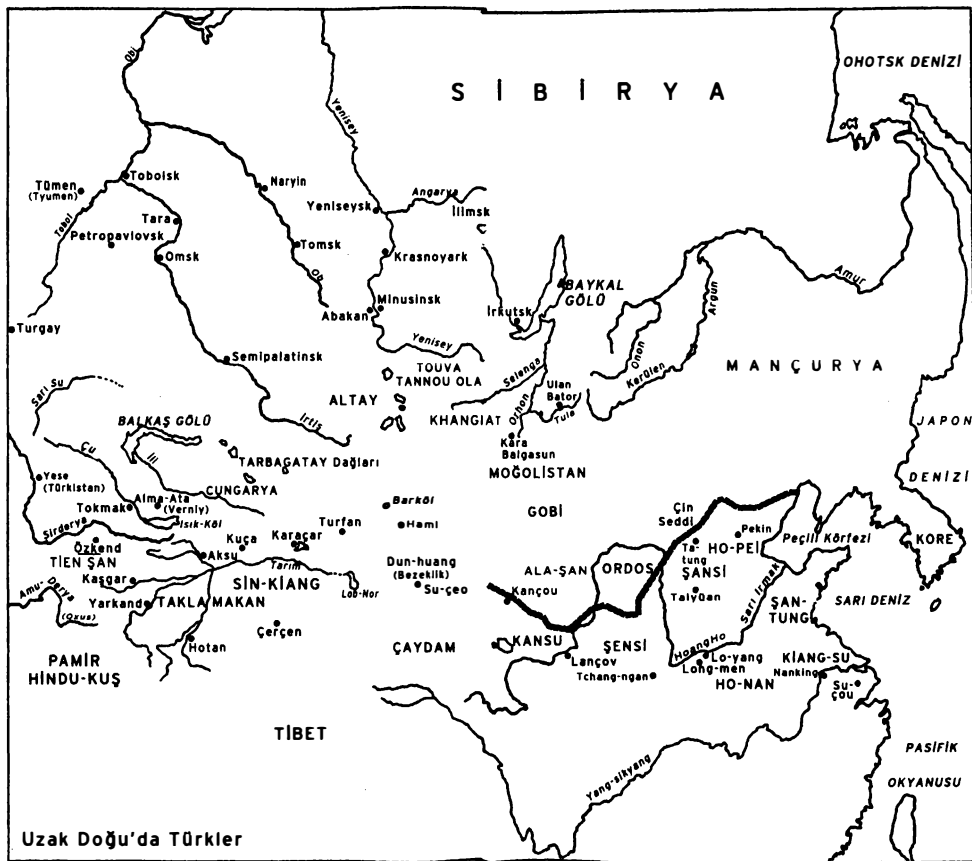 OHOTSK DENİZİ
SİBİRYA
Obi
Yenisey
Tobolsk
Tümen
(Tyumen)
Naryin
Angarya
Yeniseysk
İlimsk
Tobol
Tara
Petropavlovsk
Omsk
Tomsk
Ob
Krasnoyark
Amur
BAYKAL
GÖLÜ
Argun
Minusinsk
Abakan
İrkutsk
Turgay
Yenisey
Onon
Semipalatinsk
TOUVA
TANNOU OLA
Selenga
Kerülen
MANÇURYA
Sarı Su
ALTAY
Ulan
Bator
Orhon
Tula
KHANGIAT
İrtiş
JAPON
BALKAŞ GÖLÜ
Çu
İli
Kara
Balgasun
TARBAGATAY Dağları
MOĞOLİSTAN
DENİZİ
Yese
(Türkistan)
CUNGARYA
Alma-Ata
(Verniy)
Tokmak
Isık-Köl
Barköl
Hami
GOBİ
Çin
Seddi
Pekin
Peçili Körfezi
KORE
Sirderya
Özkend
TİEN ŞAN
Kuça
Karaçar
Turfan
Aksu
Ta-
tung
HO-PEİ
ŞANSİ
Dun-huang
(Bezeklik)
Su-çeo
ALA-ŞAN
ORDOS
Kaşgar
Tarım
SİN-KİANG
Lob-Nor
Kançou
Taiyüan
Sarı Irmak
ŞAN-
TUNG
SARI DENİZ
Amu-Derya
(Oxus)
Yarkande
TAKLA MAKAN
Çerçen
Hotan
ÇAYDAM
KANSU
ŞENSİ
HoangHo
Lo-yang
Long-men
KİANG-SU
PAMİR
HİNDU-KUŞ
Lançov
Tchang-ngan
HO-NAN
Nanking
Su-
çou
TİBET
PASİFİK
OKYANUSU
Yang-sikyang
Uzak Doğu'da Türkler